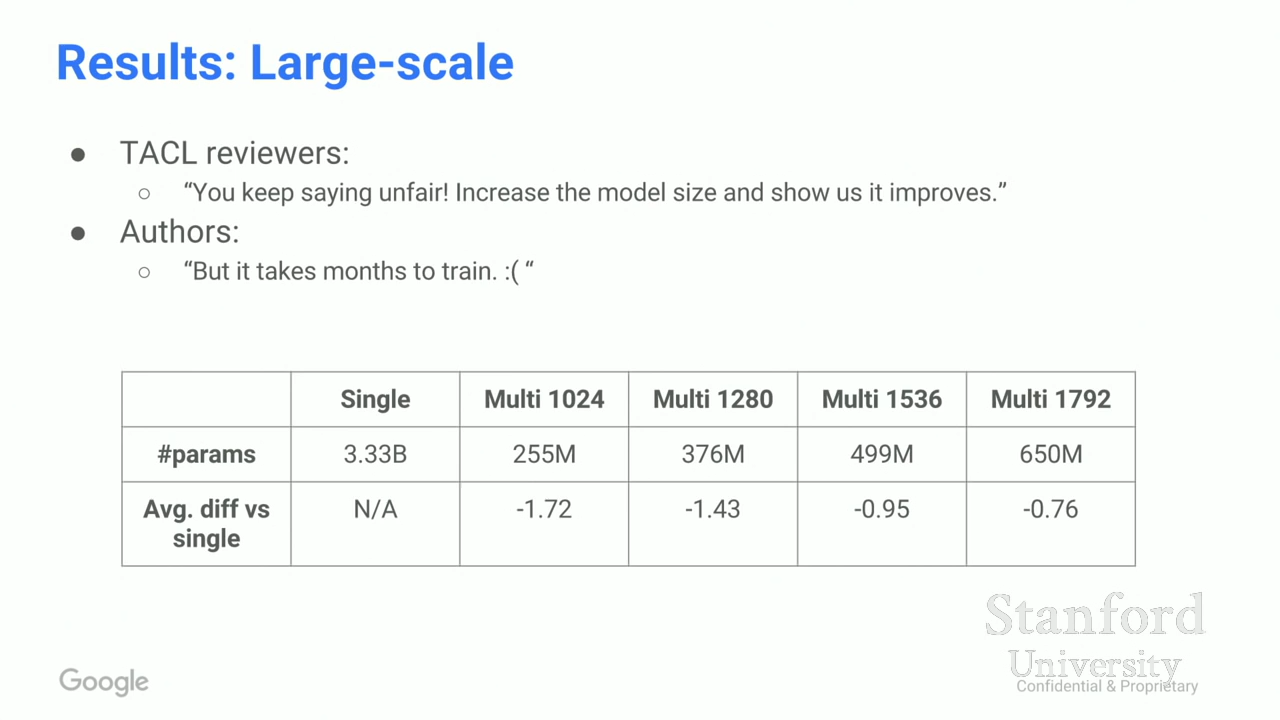 Results: Large-scale
● TACL reviewers:
○ “You keep saying unfair! Increase the model size and show us it improves.”
● Authors:
○ “But it takes months to train. :( “
Single Multi 1024 Multi 1280 Multi 1536 Multi 1792
#params 3.33B 255M 376M 499M 650M
Avg. diff vs N/A -1.72 -1.43 -0.95 -0.76
single
Stanford
University
Google
Confidential & Proprietary